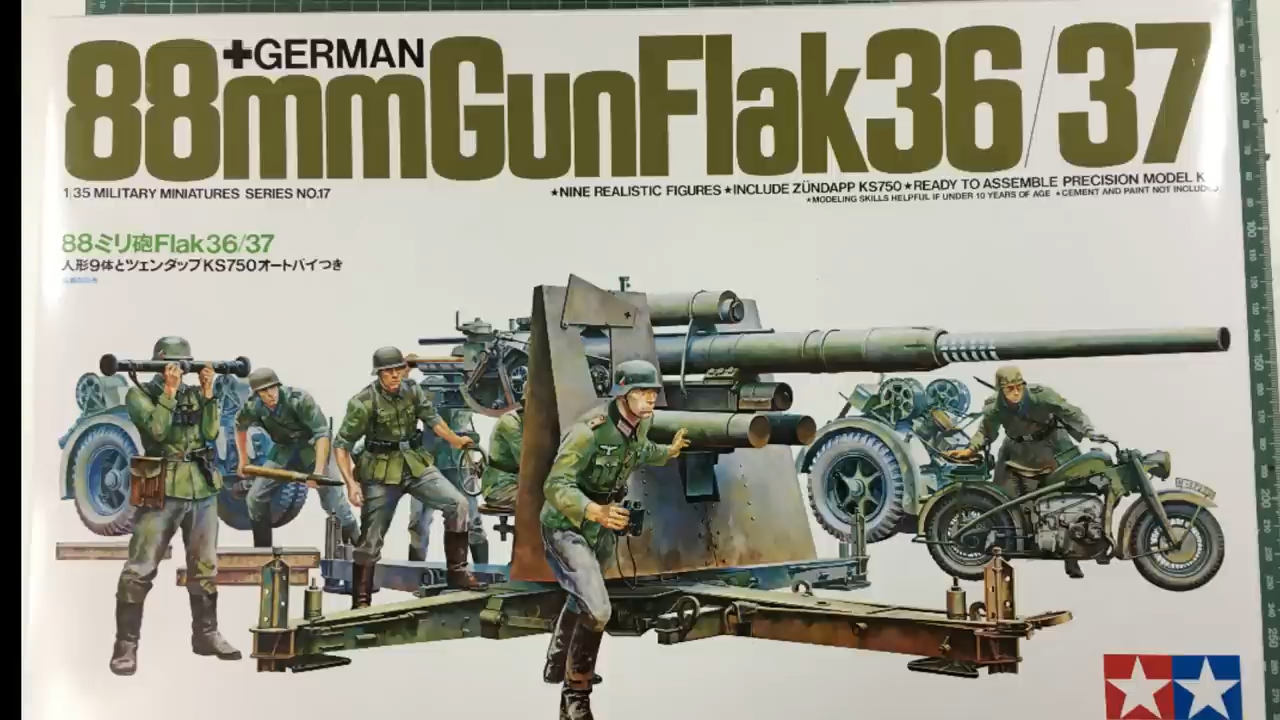 +GERMAN
88mmGunFlak36/37
1/35 MILITARY MINIATURES SERIES NO.17
★NINE REALISTIC FIGURES ★INCLUDE ZÜNDAPP KS750 ★READY TO ASSEMBLE PRECISION MODEL
★MODELING SKILLS HELPFUL IF UNDER 10 YEARS OF AGE ★CEMENT AND PAINT NOT INCLUDED
88ミリ砲Flak36/37
人形9体とツェンダップKS750オートバイつき